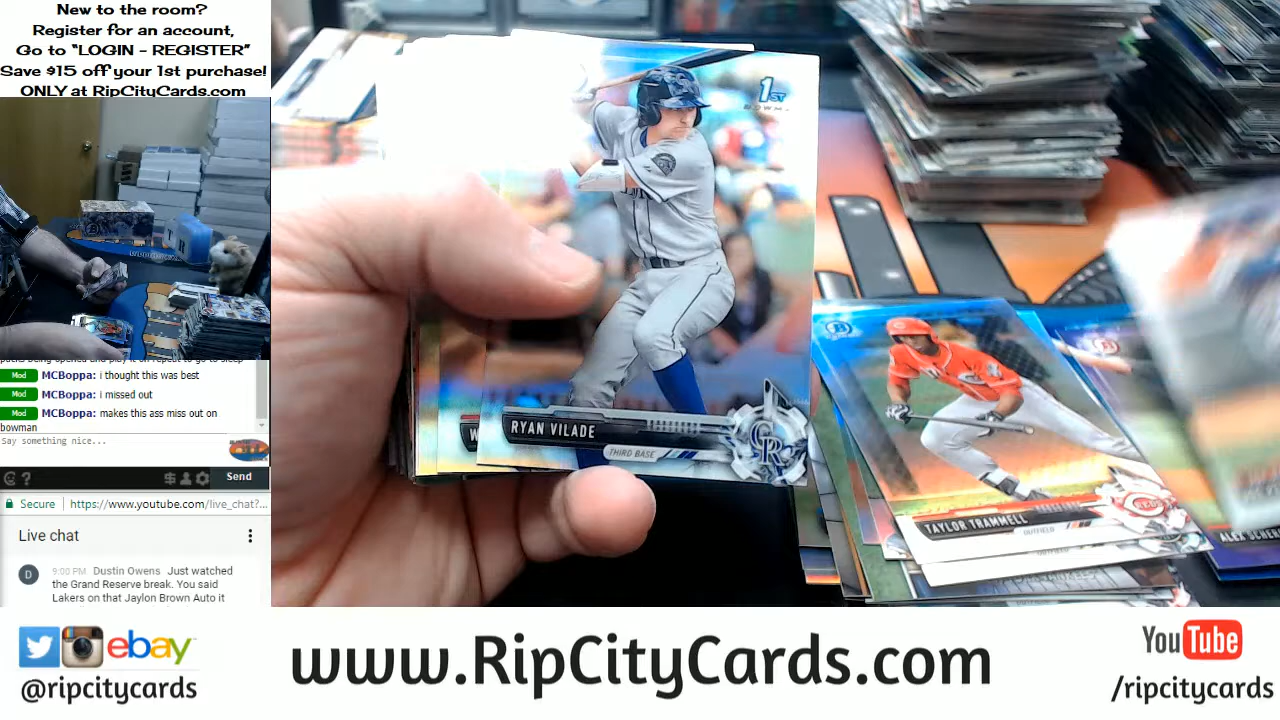 New to the room?
Register for an account,
Go to “LOGIN - REGISTER”
Save $15 off your 1st purchase!
ONLY at RipCityCards.com
Mod MCBoppa: i thought this was best
Mod MCBoppa: i missed out
Mod MCBoppa: makes this ass miss out on
bowman
Say something nice...
Send
Secure https://www.youtube.com/live_chat?...
Live chat
D 9:00 PM Dustin Owens Just watched
the Grand Reserve break. You said
Lakers on that Jaylon Brown Auto it
1ST
RYAN VILADE
THIRD BASE
CR
TAYLOR TRAMMELL
OUTFIELD
REDS
ebay
@ripcitycards
www.RipCityCards.com
YouTube
/ripcitycards